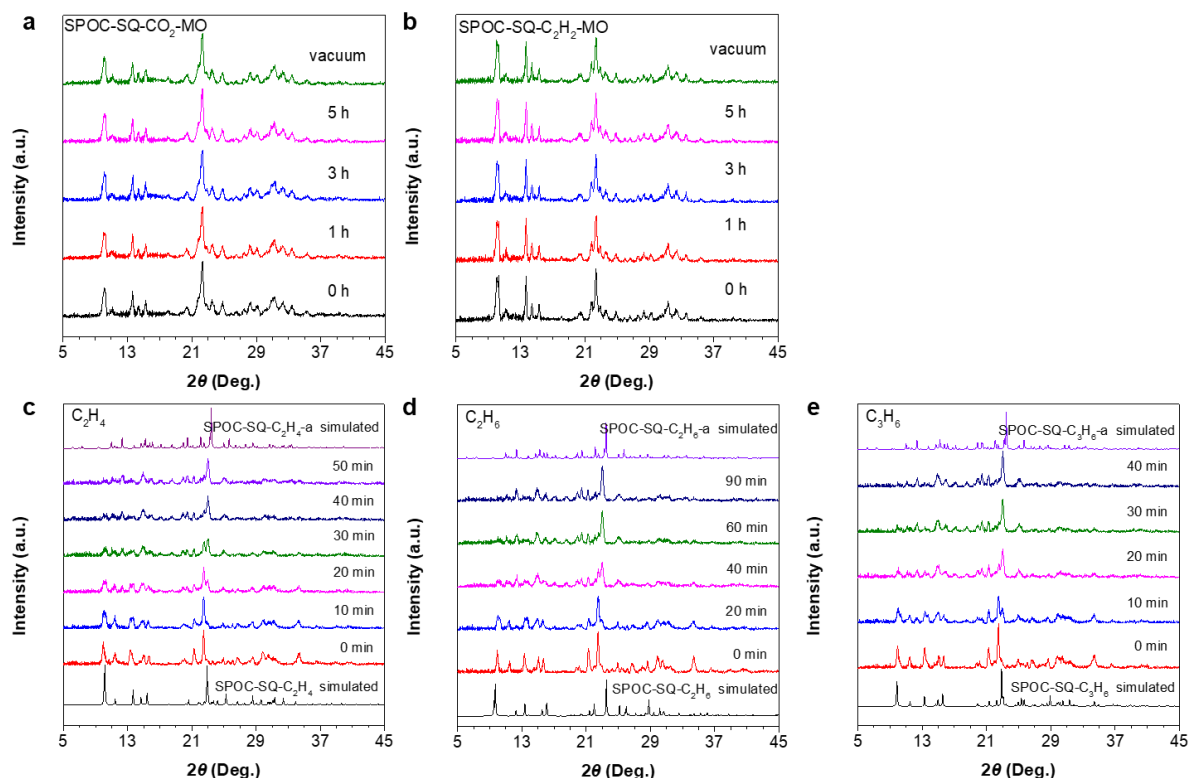 a
SPOC-SQ-CO₂-MO
vacuum
5 h
3 h
1 h
0 h
Intensity (a.u.)
5 13 21 29 37 45
2θ (Deg.)
b
SPOC-SQ-C₂H₂-MO
vacuum
5 h
3 h
1 h
0 h
Intensity (a.u.)
5 13 21 29 37 45
2θ (Deg.)
c
C₂H₄
SPOC-SQ-C₂H₄-a simulated
50 min
40 min
30 min
20 min
10 min
0 min
SPOC-SQ-C₂H₄ simulated
Intensity (a.u.)
5 13 21 29 37 45
2θ (Deg.)
d
C₂H₆
SPOC-SQ-C₂H₆-a simulated
90 min
60 min
40 min
20 min
0 min
SPOC-SQ-C₂H₆ simulated
Intensity (a.u.)
5 13 21 29 37 45
2θ (Deg.)
e
C₃H₆
SPOC-SQ-C₃H₆-a simulated
40 min
30 min
20 min
10 min
0 min
SPOC-SQ-C₃H₆ simulated
Intensity (a.u.)
5 13 21 29 37 45
2θ (Deg.)